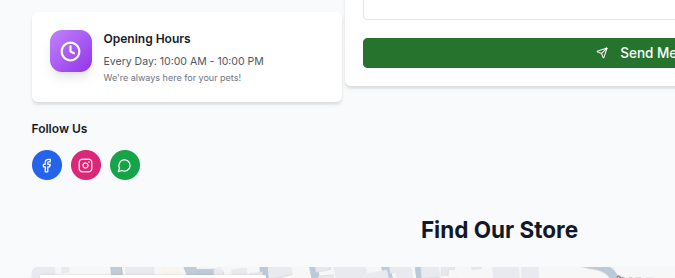 Opening Hours
Every Day: 10:00 AM - 10:00 PM
We're always here for your pets!
Send Me
Follow Us
Find Our Store